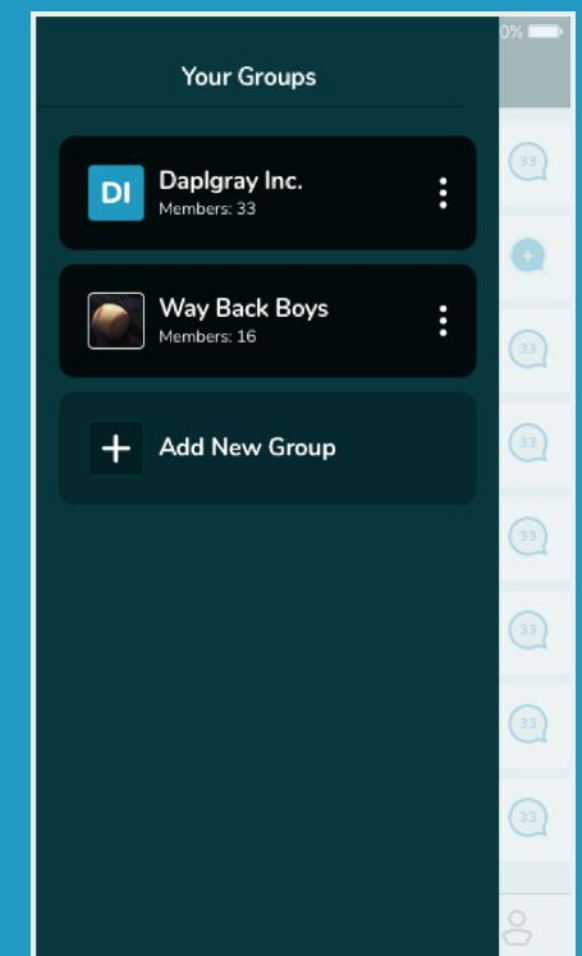 Your Groups
0%
DI
Daplgray Inc.
Members: 33
Way Back Boys
Members: 16
+
Add New Group
33
+
33
33
33
33
33
33